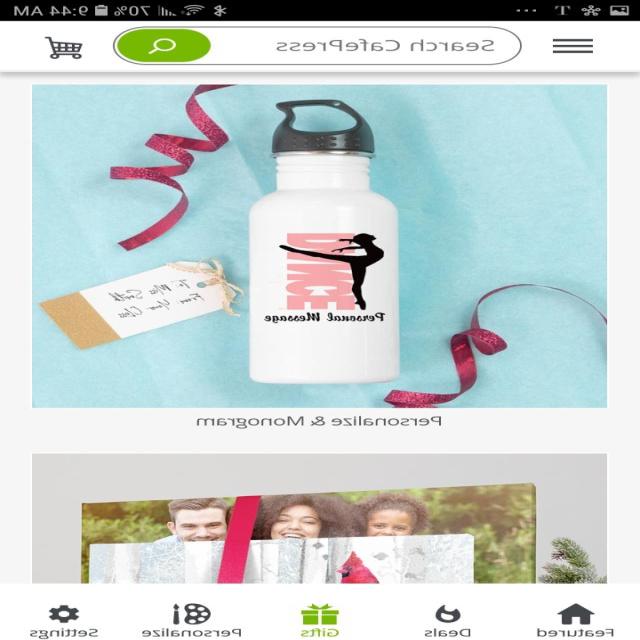 9:44 AM 70%
Search CafePress
DANCE
Personal Message
To: Miss Smith
From: Your Class
Personalize & Monogram
Featured Deals Gifts Personalize Settings